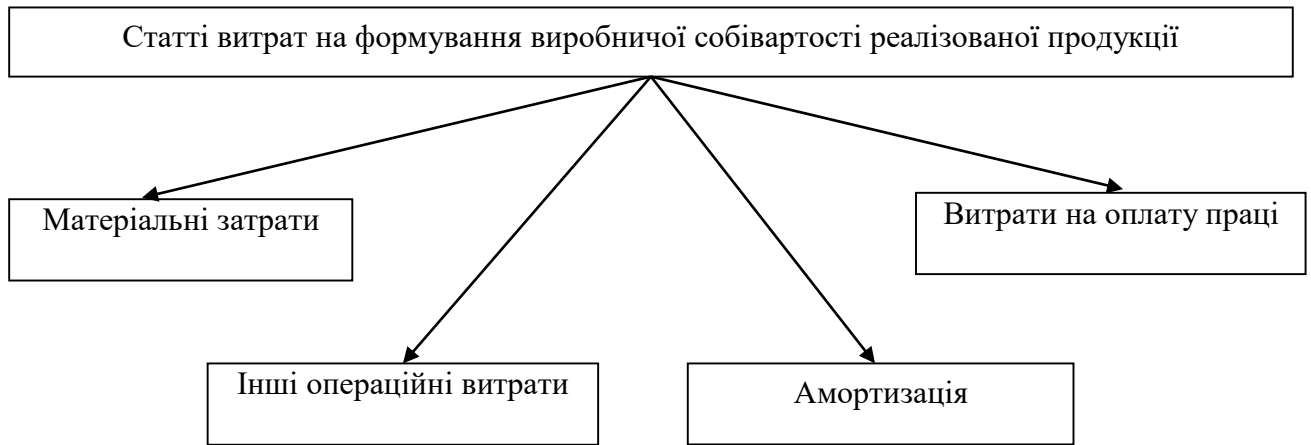 Статті витрат на формування виробничої собівартості реалізованої продукції
Матеріальні затрати
Витрати на оплату праці
Інші операційні витрати
Амортизація